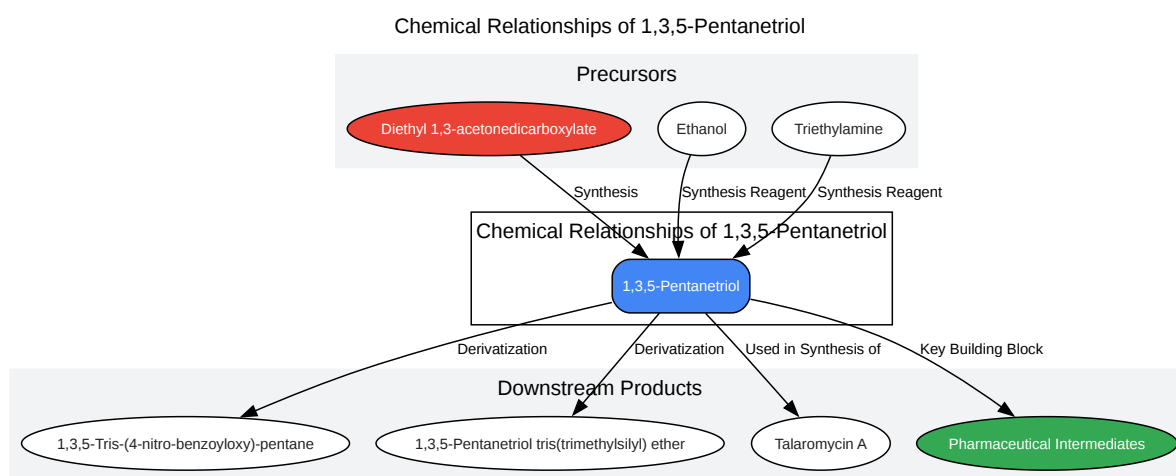 Chemical Relationships of 1,3,5-Pentanetriol
Precursors
Diethyl 1,3-acetonedicarboxylate
Ethanol
Triethylamine
Synthesis
Synthesis Reagent
Synthesis Reagent
Chemical Relationships of 1,3,5-Pentanetriol
1,3,5-Pentanetriol
Derivatization
Derivatization
Used in Synthesis of
Key Building Block
Downstream Products
1,3,5-Tris-(4-nitro-benzoyloxy)-pentane
1,3,5-Pentanetriol tris(trimethylsilyl) ether
Talaromycin A
Pharmaceutical Intermediates